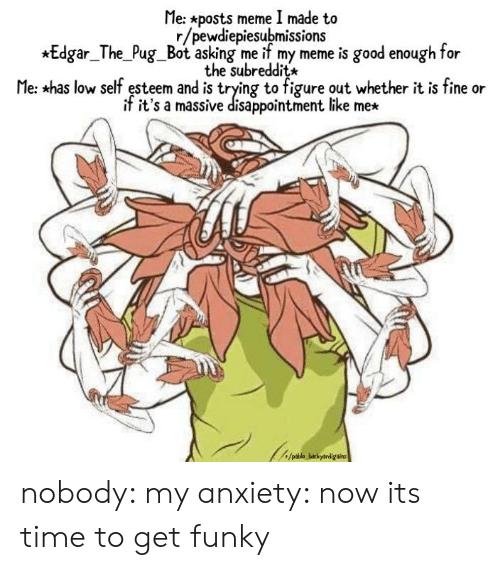 Me: *posts meme I made to
r/pewdiepiesubmissions
*Edgar_The_Pug_Bot asking me if my meme is good enough for
the subreddit*
Me: *has low self esteem and is trying to figure out whether it is fine or
if it's a massive disappointment like me*
nobody: my anxiety: now its
time to get funky